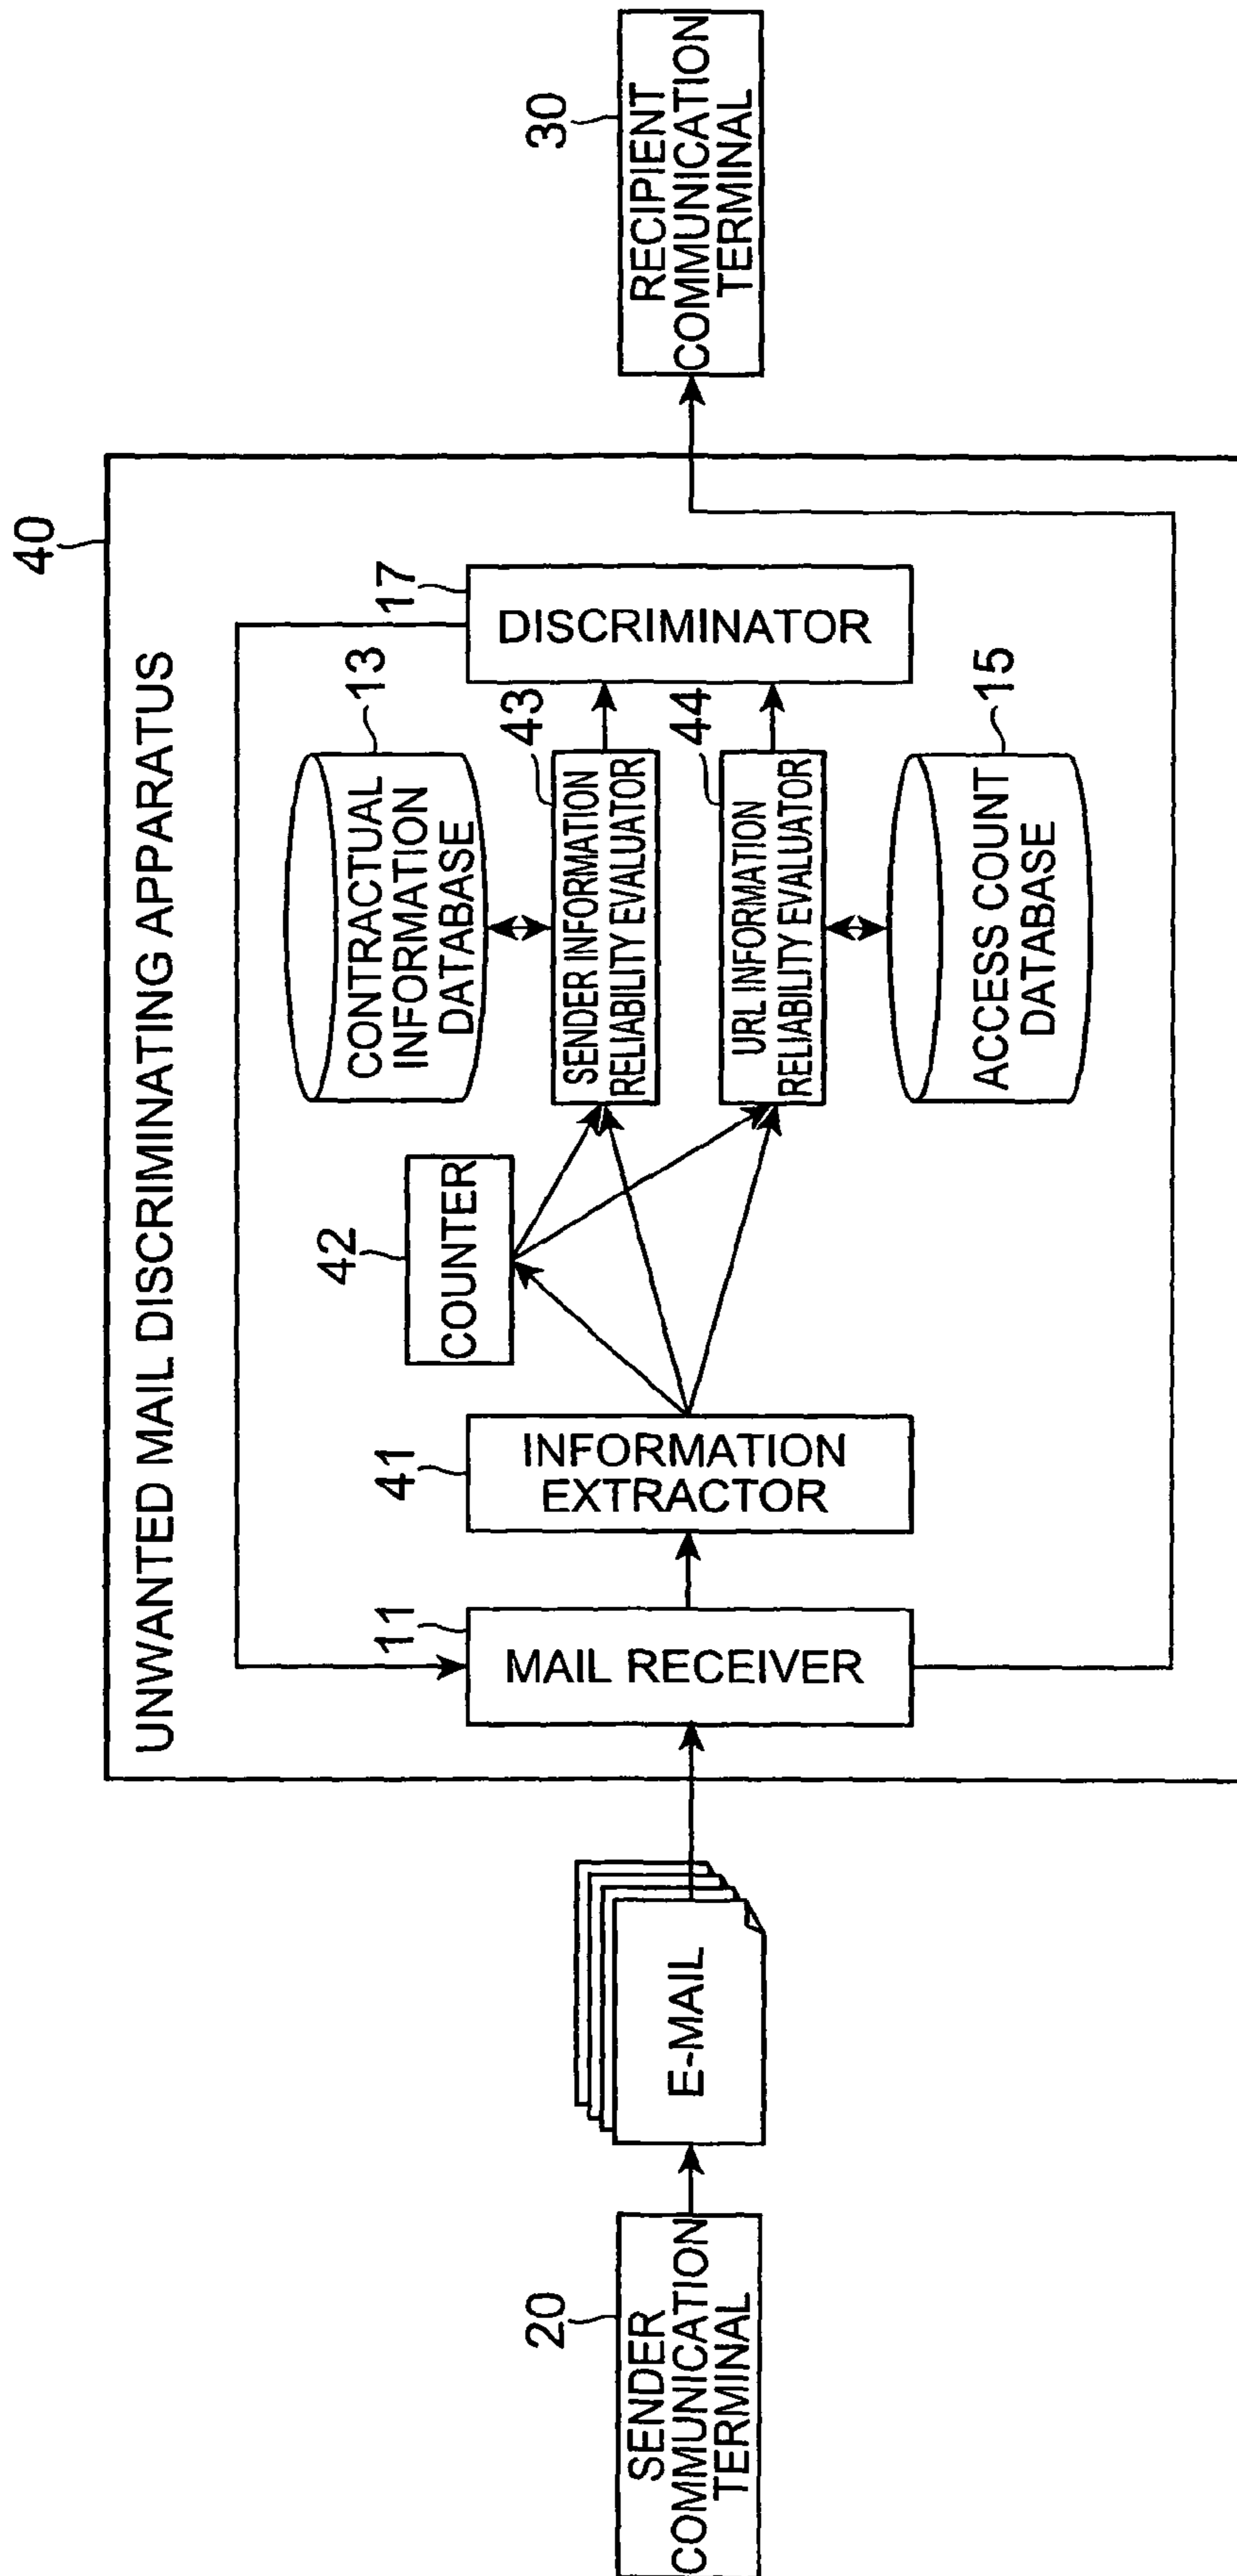 40
UNWANTED MAIL DISCRIMINATING APPARATUS
20
SENDER
COMMUNICATION
TERMINAL
E-MAIL
11
MAIL RECEIVER
41
INFORMATION
EXTRACTOR
42
COUNTER
13
CONTRACTUAL
INFORMATION
DATABASE
43
SENDER INFORMATION
RELIABILITY EVALUATOR
44
URL INFORMATION
RELIABILITY EVALUATOR
15
ACCESS COUNT
DATABASE
17
DISCRIMINATOR
30
RECIPIENT
COMMUNICATION
TERMINAL